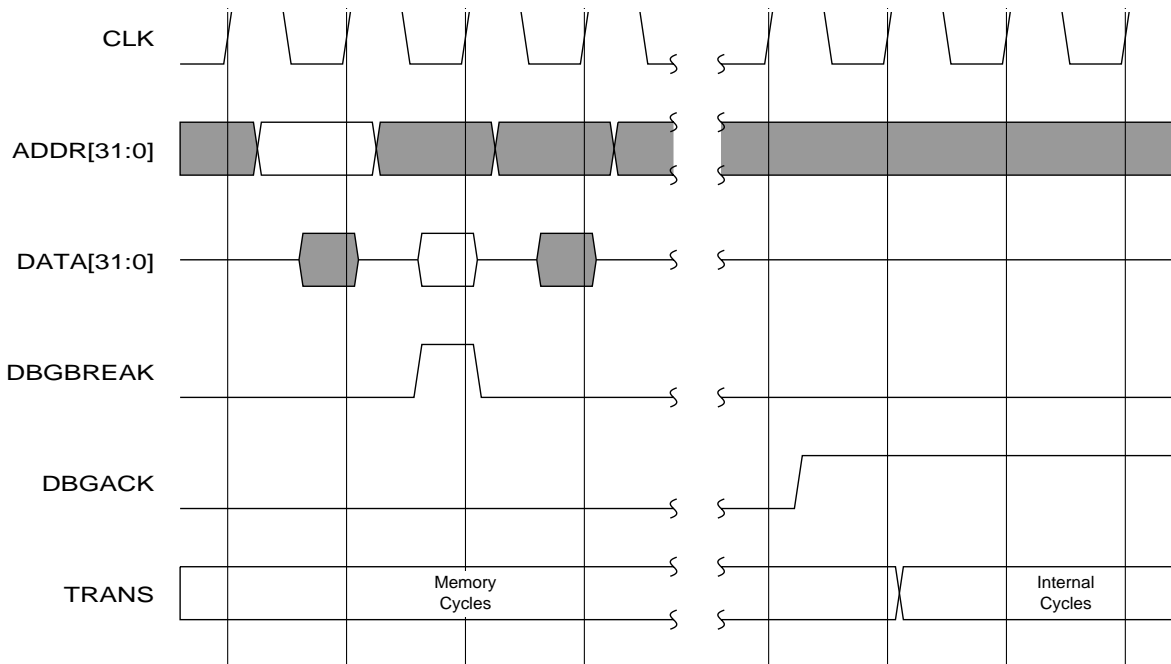 CLK
ADDR[31:0]
DATA[31:0]
DBGBREAK
DBGACK
TRANS
Memory
Cycles
Internal
Cycles